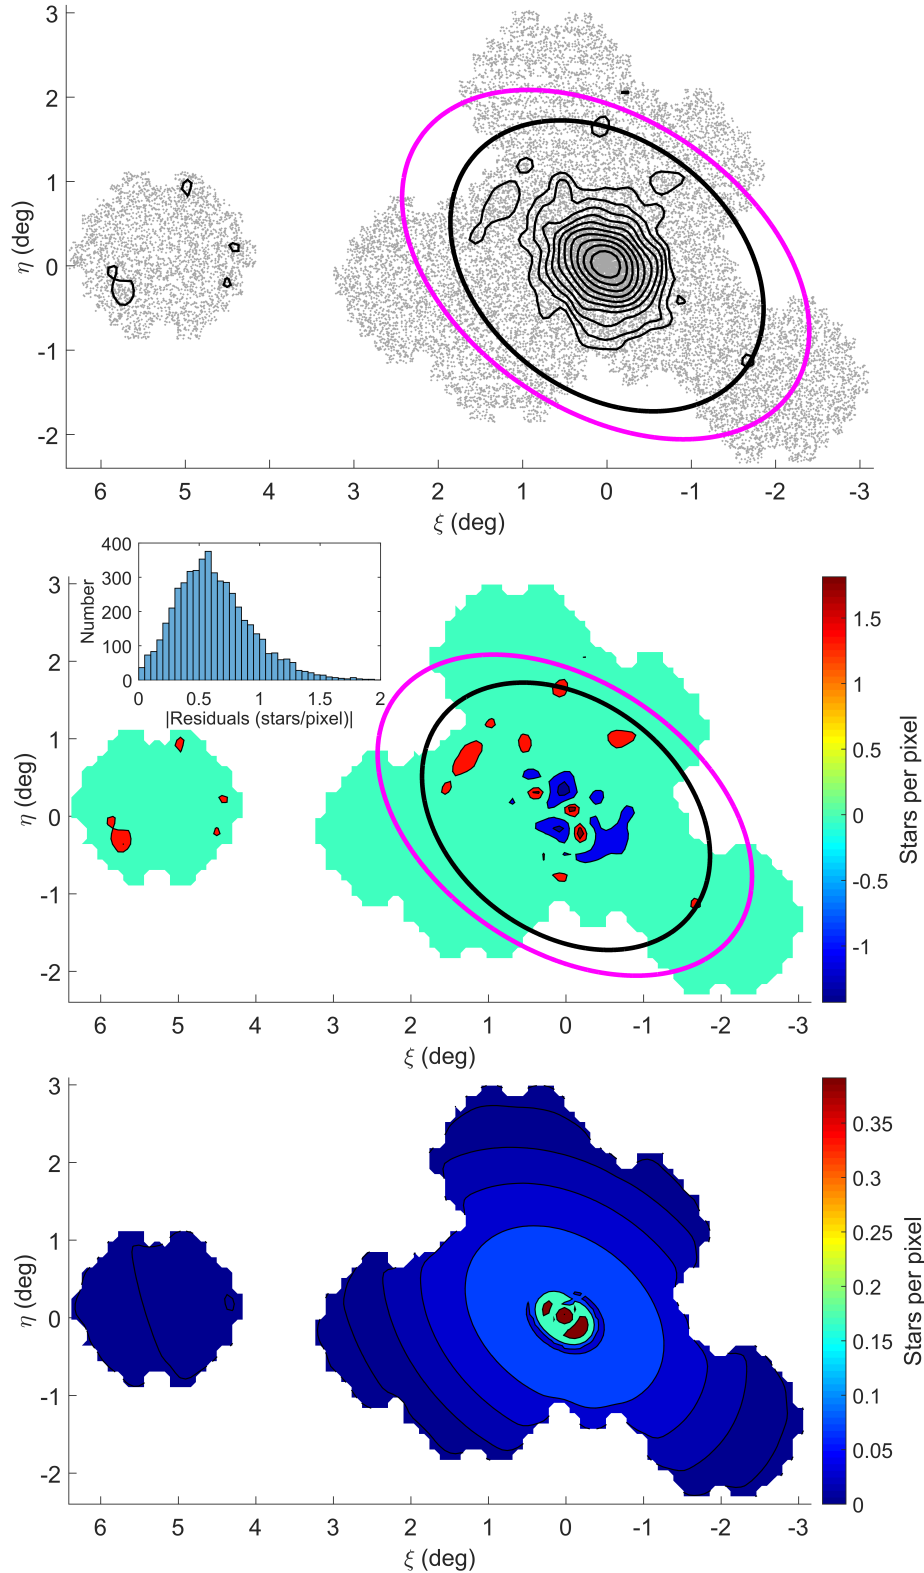 3
2
1
0
-1
-2
η (deg)
6 5 4 3 2 1 0 -1 -2 -3
ξ (deg)
400
300
200
100
0
Number
0 0.5 1 1.5 2
|Residuals (stars/pixel)|
3
2
1
0
-1
-2
η (deg)
6 5 4 3 2 1 0 -1 -2 -3
ξ (deg)
1.5
1
0.5
0
-0.5
-1
Stars per pixel
3
2
1
0
-1
-2
η (deg)
6 5 4 3 2 1 0 -1 -2 -3
ξ (deg)
0.35
0.3
0.25
0.2
0.15
0.1
0.05
0
Stars per pixel